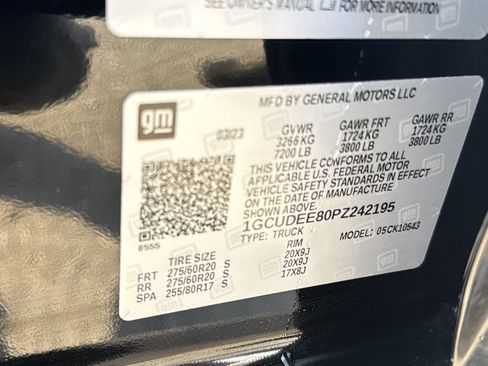 SEE OWNER'S MANUAL FOR MORE INFORMATION
gm
MFD BY GENERAL MOTORS LLC
03/23 GVWR GAWR FRT GAWR RR
3266 KG 1724 KG 1724 KG
7200 LB 3800 LB 3800 LB
THIS VEHICLE CONFORMS TO ALL
APPLICABLE U.S. FEDERAL MOTOR
VEHICLE SAFETY STANDARDS IN EFFECT
ON THE DATE OF MANUFACTURE
SHOWN ABOVE.
1GCUDEE80PZ242195
8555 TYPE: TRUCK MODEL: 05CK10543
TIRE SIZE RIM
FRT 275/60R20 S 20X9J
RR 275/60R20 S 20X9J
SPA 255/80R17 S 17X8J